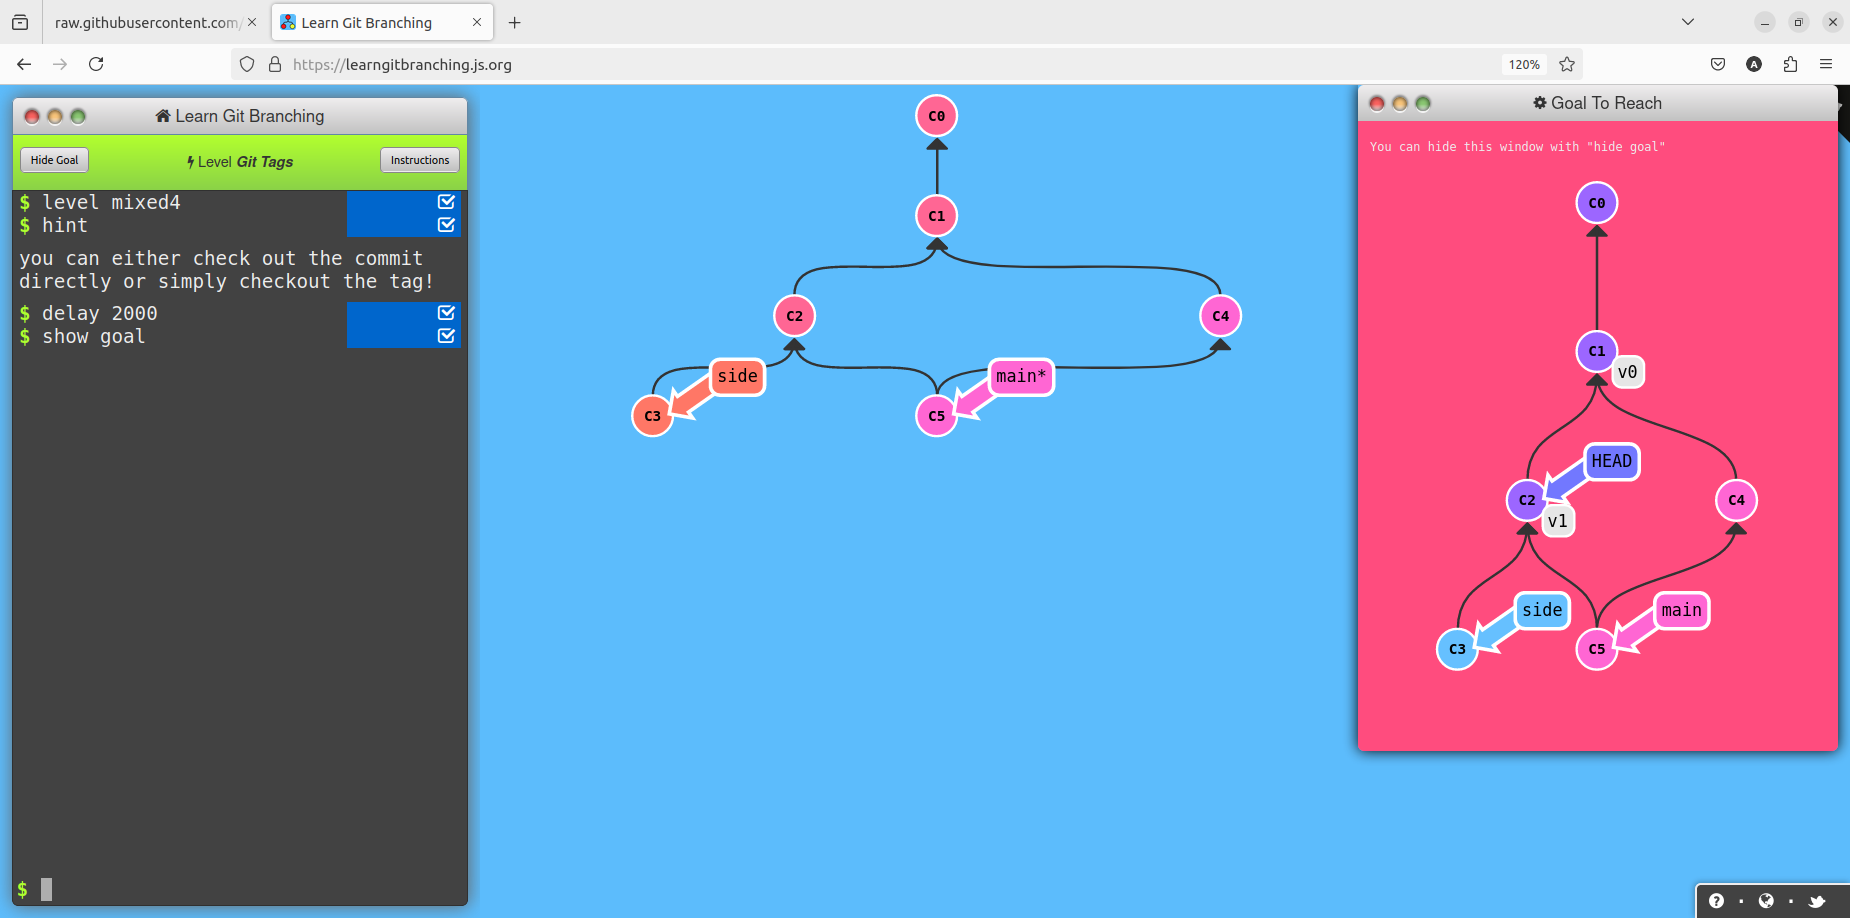 raw.githubusercontent.com/
Learn Git Branching
https://learngitbranching.js.org
120%
A
Learn Git Branching
Hide Goal
Level Git Tags
Instructions
$ level mixed4
$ hint
you can either check out the commit
directly or simply checkout the tag!
$ delay 2000
$ show goal
$
C0
C1
C2
C4
side
main*
C3
C5
Goal To Reach
You can hide this window with "hide goal"
C0
C1
v0
HEAD
C2
C4
v1
side
main
C3
C5
?